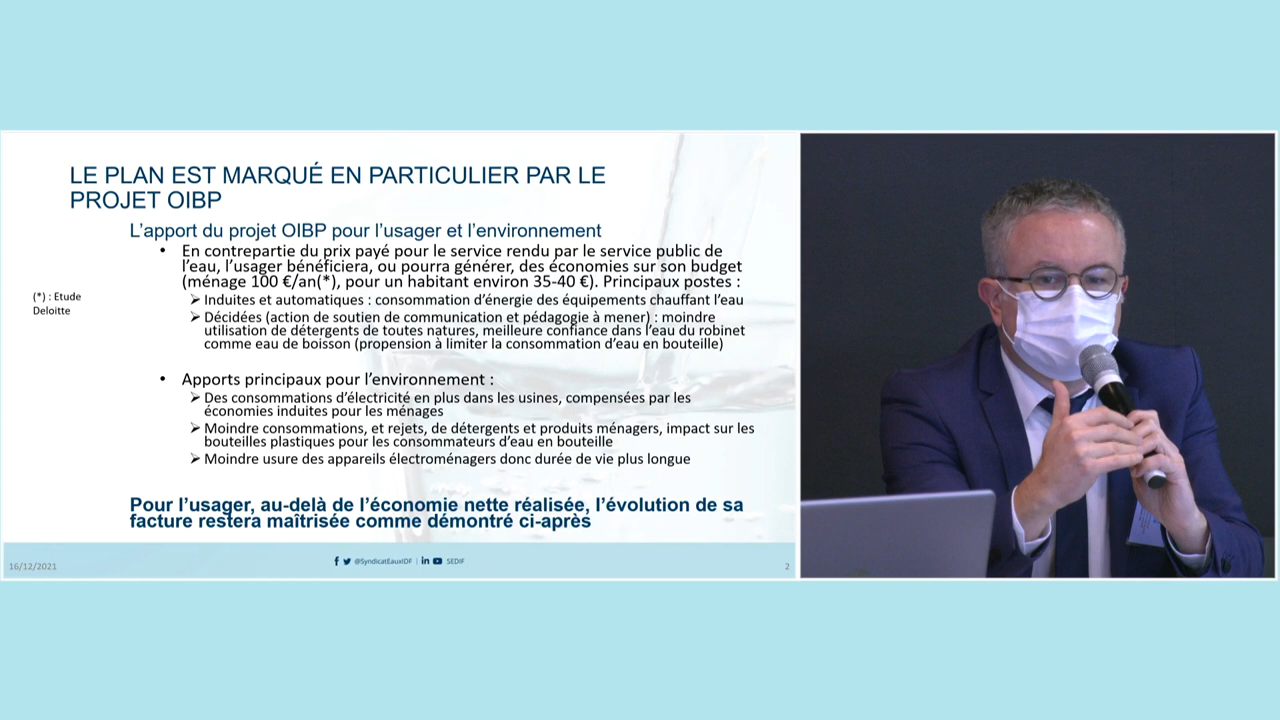 LE PLAN EST MARQUÉ EN PARTICULIER PAR LE
PROJET OIBP
L'apport du projet OIBP pour l'usager et l'environnement
• En contrepartie du prix payé pour le service rendu par le service public de
l'eau, l'usager bénéficiera, ou pourra générer, des économies sur son budget
(ménage 100 €/an(*), pour un habitant environ 35-40 €). Principaux postes :
(*) : Etude
Deloitte
➢ Induites et automatiques : consommation d'énergie des équipements chauffant l'eau
➢ Décidées (action de soutien de communication et pédagogie à mener) : moindre
utilisation de détergents de toutes natures, meilleure confiance dans l'eau du robinet
comme eau de boisson (propension à limiter la consommation d'eau en bouteille)
• Apports principaux pour l'environnement :
➢ Des consommations d'électricité en plus dans les usines, compensées par les
économies induites pour les ménages
➢ Moindre consommations, et rejets, de détergents et produits ménagers, impact sur les
bouteilles plastiques pour les consommateurs d'eau en bouteille
➢ Moindre usure des appareils électroménagers donc durée de vie plus longue
Pour l'usager, au-delà de l'économie nette réalisée, l'évolution de sa
facture restera maîtrisée comme démontré ci-après
16/12/2021
@SyndicatEauxIDF | SEDIF
2